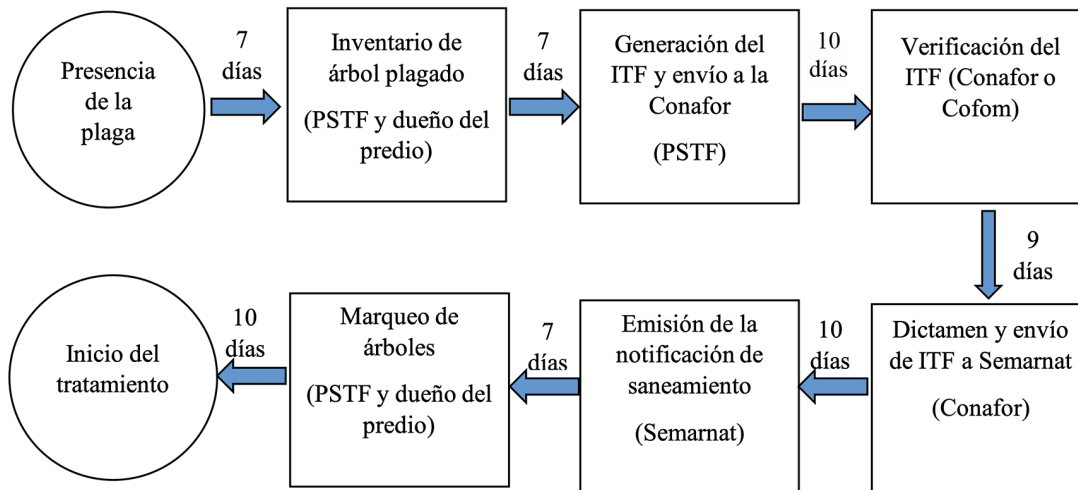 Presencia
de la
plaga
7
días
Inventario de
árbol plagado
(PSTF y dueño del
predio)
7
días
Generación del
ITF y envío a la
Conafor
(PSTF)
10
días
Verificación del
ITF (Conafor o
Cofom)
9
días
Dictamen y envío
de ITF a Semarnat
(Conafor)
10
días
Emisión de la
notificación de
saneamiento
(Semarnat)
7
días
Marqueo de
árboles
(PSTF y dueño del
predio)
10
días
Inicio del
tratamiento